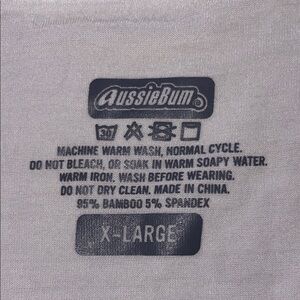 aussieBum
30
MACHINE WARM WASH, NORMAL CYCLE.
DO NOT BLEACH, OR SOAK IN WARM SOAPY WATER.
WARM IRON. WASH BEFORE WEARING.
DO NOT DRY CLEAN. MADE IN CHINA.
95% BAMBOO 5% SPANDEX
X-LARGE